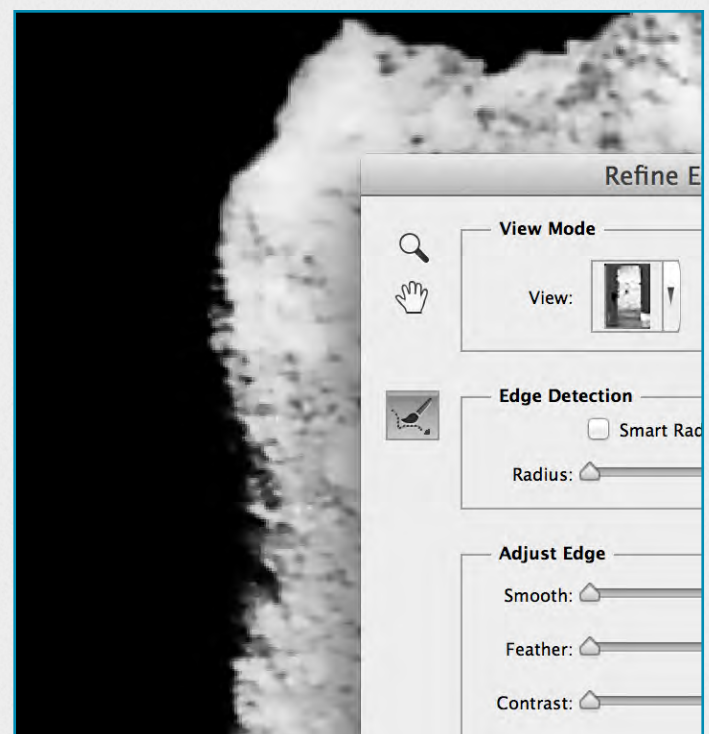 Refine E
View Mode
View:
Edge Detection
Smart Rad
Radius:
Adjust Edge
Smooth:
Feather:
Contrast: